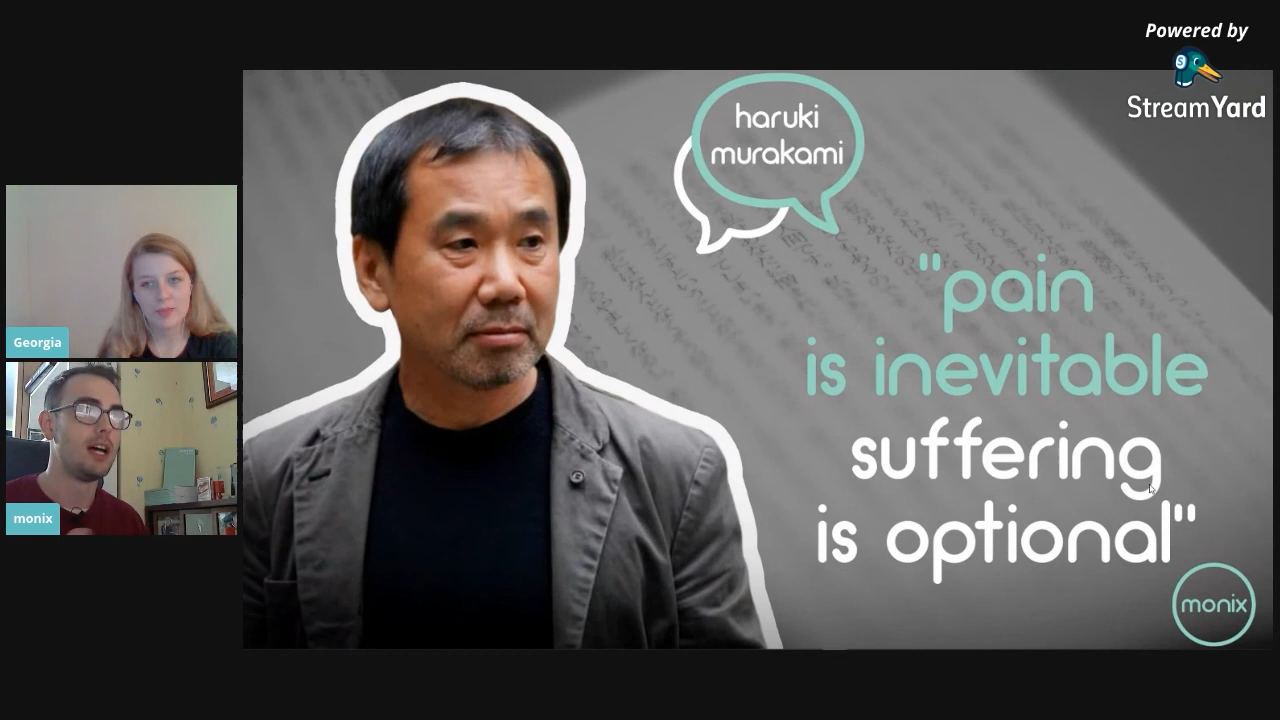 Powered by
StreamYard
haruki
murakami
"pain
is inevitable
suffering
is optional"
monix
Georgia
monix